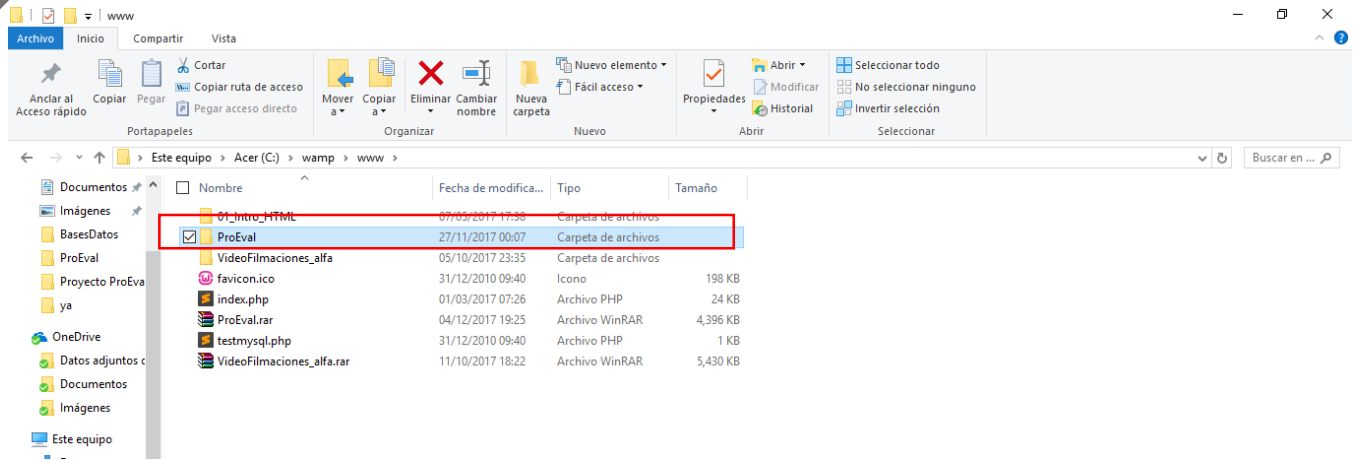 www
Archivo Inicio Compartir Vista
Anclar al Acceso rápido
Copiar
Pegar
Cortar
Copiar ruta de acceso
Pegar acceso directo
Portapapeles
Mover a
Copiar a
Eliminar
Cambiar nombre
Organizar
Nueva carpeta
Nuevo elemento
Fácil acceso
Nuevo
Propiedades
Abrir
Modificar
Historial
Abrir
Seleccionar todo
No seleccionar ninguno
Invertir selección
Seleccionar
Este equipo > Acer (C:) > wamp > www >
Buscar en ...
Documentos
Imágenes
BasesDatos
ProEval
Proyecto ProEva
ya
OneDrive
Datos adjuntos c
Documentos
Imágenes
Este equipo
Nombre Fecha de modifica... Tipo Tamaño
01_Intro_HTML 07/05/2017 17:38 Carpeta de archivos
ProEval 27/11/2017 00:07 Carpeta de archivos
VideoFilmaciones_alfa 05/10/2017 23:35 Carpeta de archivos
favicon.ico 31/12/2010 09:40 Icono 198 KB
index.php 01/03/2017 07:26 Archivo PHP 24 KB
ProEval.rar 04/12/2017 19:25 Archivo WinRAR 4,396 KB
testmysql.php 31/12/2010 09:40 Archivo PHP 1 KB
VideoFilmaciones_alfa.rar 11/10/2017 18:22 Archivo WinRAR 5,430 KB